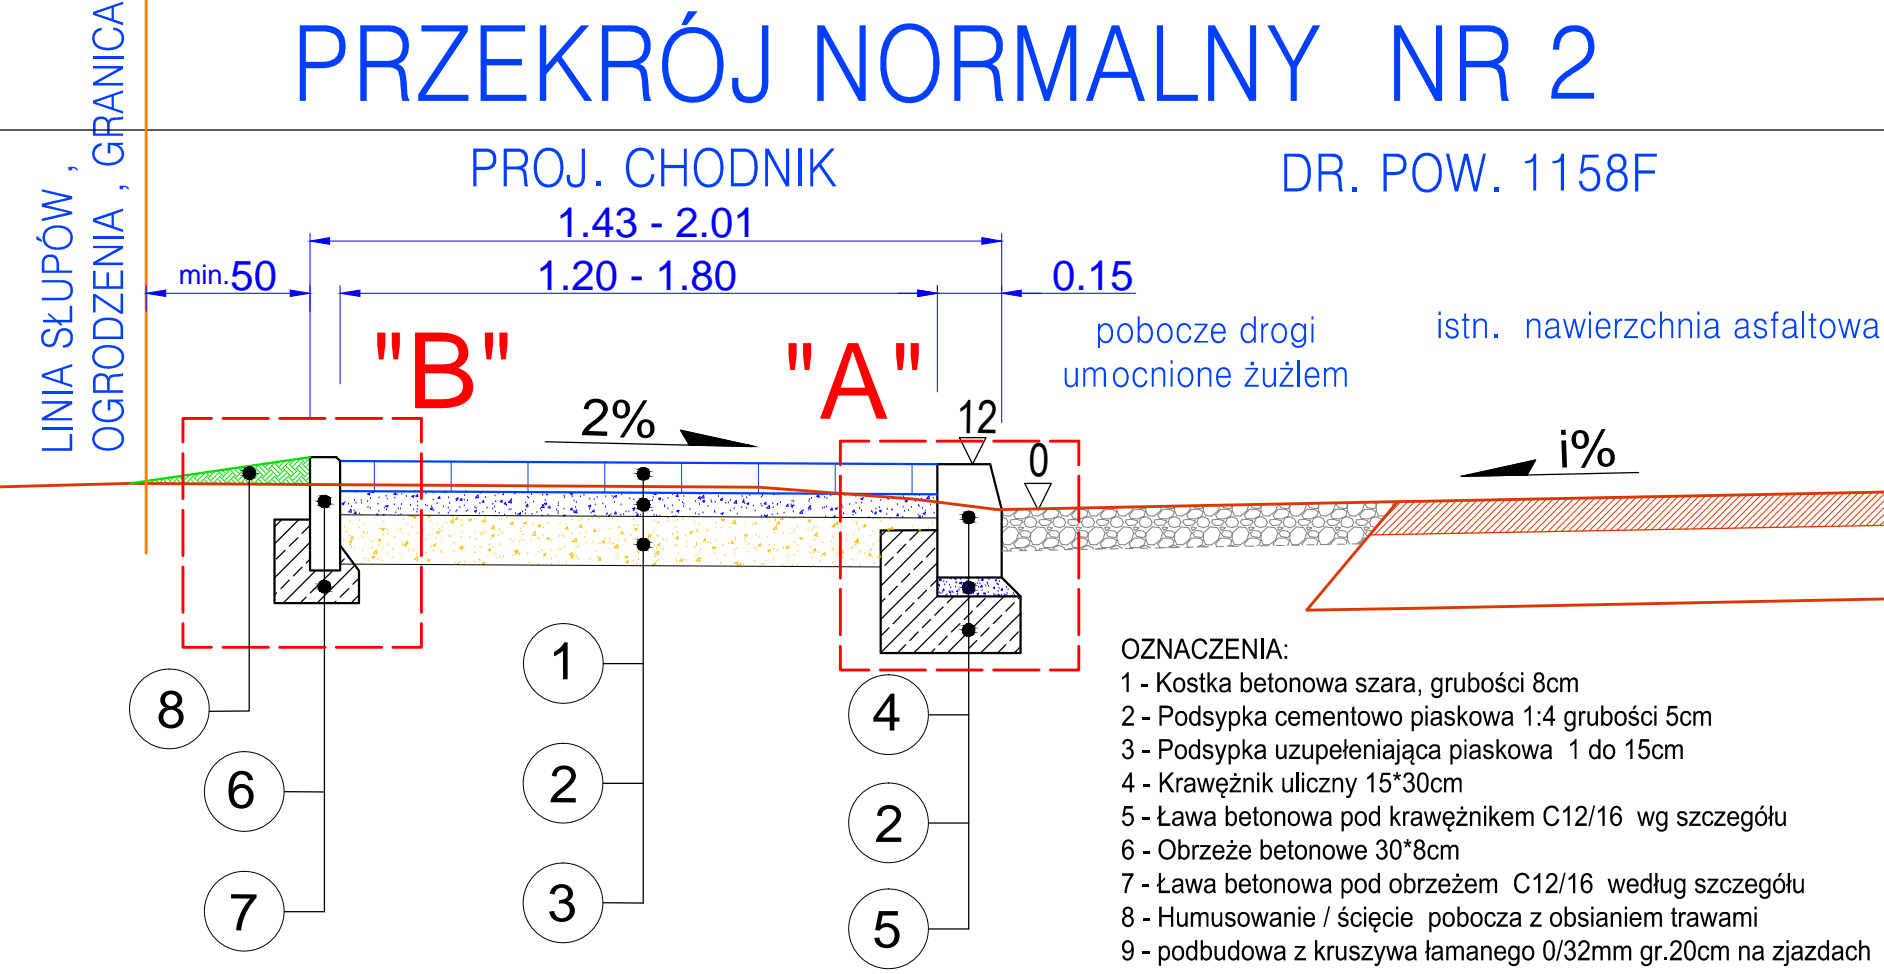 PRZEKRÓJ NORMALNY NR 2
LINIA SŁUPÓW ,
OGRODZENIA , GRANICA
PROJ. CHODNIK
DR. POW. 1158F
1.43 - 2.01
min.50
1.20 - 1.80
0.15
"B"
"A"
pobocze drogi
umocnione żużlem
istn. nawierzchnia asfaltowa
2%
12
0
i%
8
6
7
1
2
3
4
2
5
OZNACZENIA:
1 - Kostka betonowa szara, grubości 8cm
2 - Podsypka cementowo piaskowa 1:4 grubości 5cm
3 - Podsypka uzupełeniająca piaskowa 1 do 15cm
4 - Krawężnik uliczny 15*30cm
5 - Ława betonowa pod krawężnikem C12/16 wg szczegółu
6 - Obrzeże betonowe 30*8cm
7 - Ława betonowa pod obrzeżem C12/16 według szczegółu
8 - Humusowanie / ścięcie pobocza z obsianiem trawami
9 - podbudowa z kruszywa łamanego 0/32mm gr.20cm na zjazdach